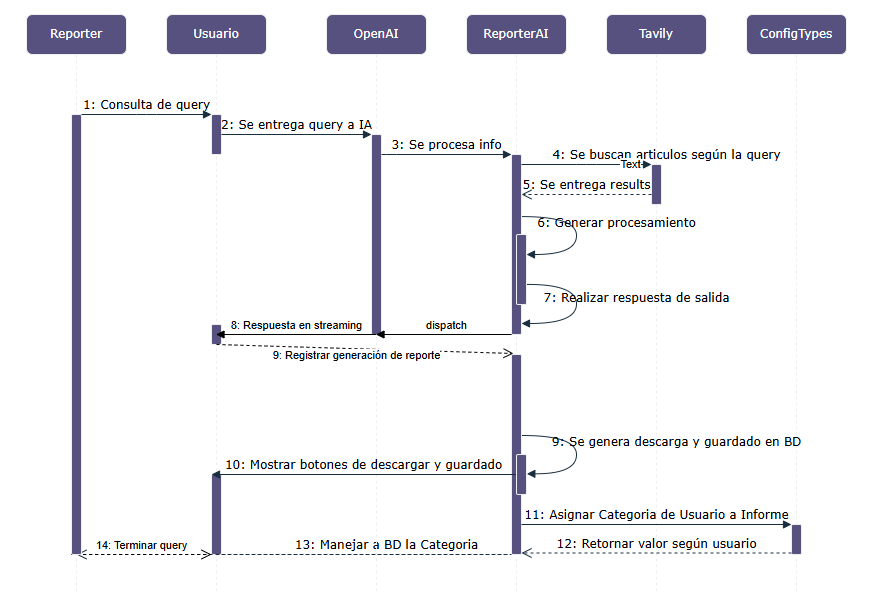 Reporter
Usuario
OpenAI
ReporterAI
Tavily
ConfigTypes
1: Consulta de query
2: Se entrega query a IA
3: Se procesa info
4: Se buscan articulos según la query
Text
5: Se entrega results
6: Generar procesamiento
7: Realizar respuesta de salida
8: Respuesta en streaming
dispatch
9: Registrar generación de reporte
9: Se genera descarga y guardado en BD
10: Mostrar botones de descargar y guardado
11: Asignar Categoria de Usuario a Informe
12: Retornar valor según usuario
13: Manejar a BD la Categoria
14: Terminar query